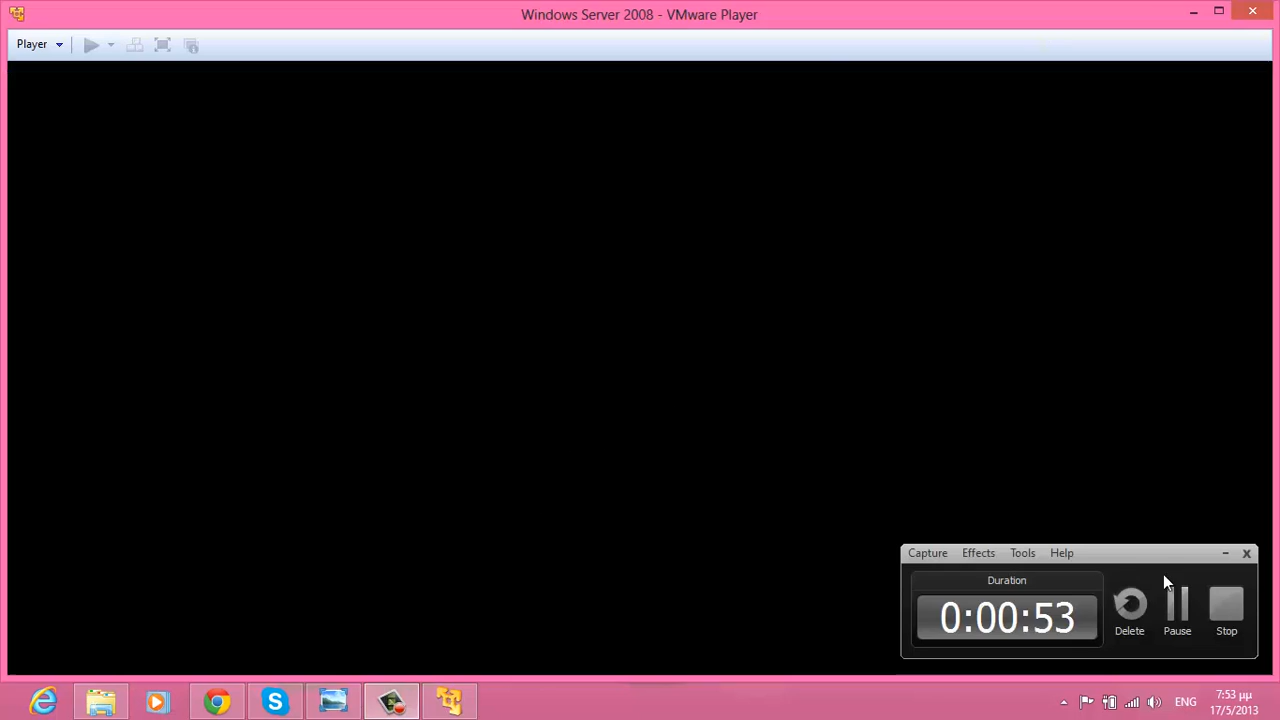 Windows Server 2008 - VMware Player
Player
Capture Effects Tools Help
Duration
0:00:53
Delete Pause Stop
ENG
7:53 μμ
17/5/2013